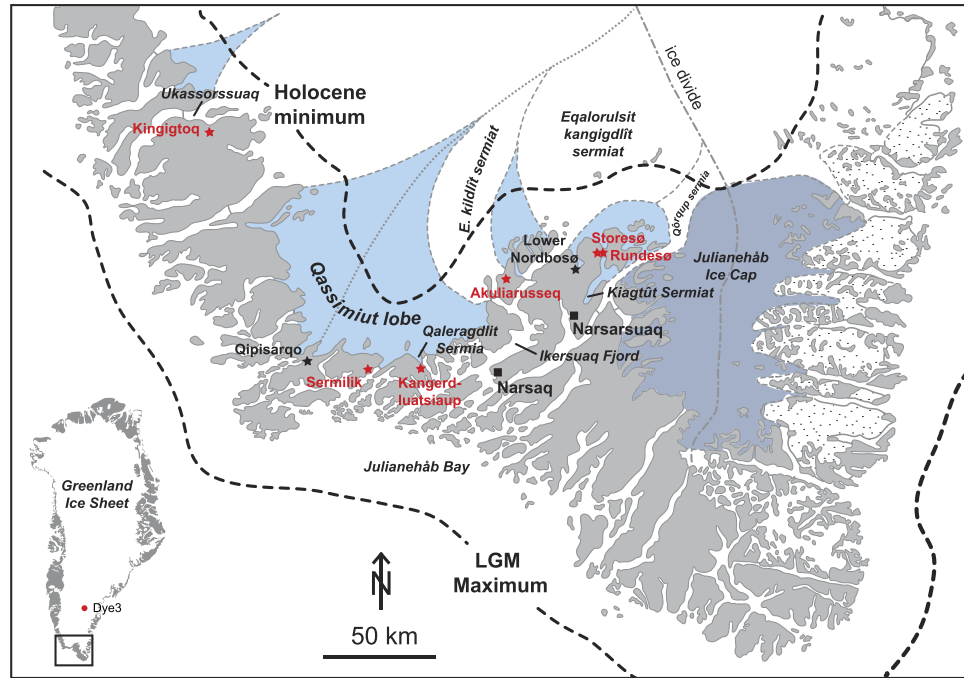 Ukassorssuaq
Kingigtoq
Holocene
minimum
ice divide
Eqalorulsit
kangigdlît
sermiat
E. kildlît sermiat
Qôrqup sermia
Lower
Nordbosø
Storesø
Rundesø
Julianehåb
Ice Cap
Akuliarusseq
Kiagtût Sermiat
Qassimiut lobe
Qaleragdlit
Sermia
Narsarsuaq
Ikersuaq Fjord
Qipisarqo
Sermilik
Kangerd-
luatsiaup
Narsaq
Julianehåb Bay
Greenland
Ice Sheet
Dye3
LGM
Maximum
N
50 km